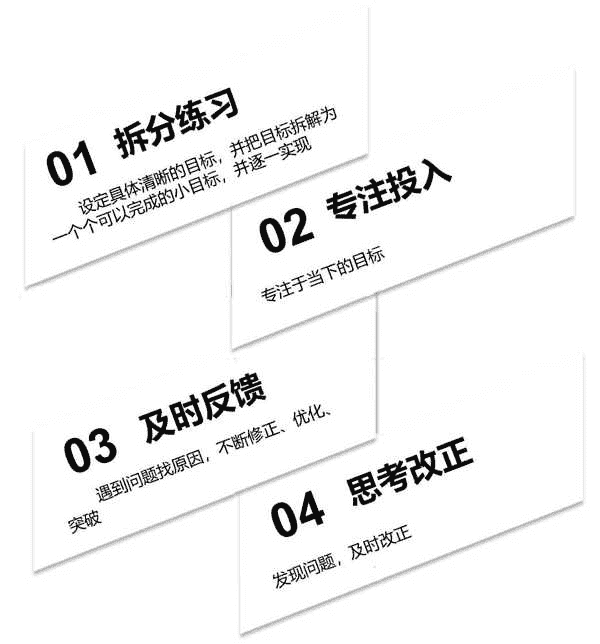 01 拆分练习
设定具体清晰的目标，并把目标拆解为
一个个可以完成的小目标，并逐一实现
02 专注投入
专注于当下的目标
03 及时反馈
遇到问题找原因，不断修正、优化、
突破
04 思考改正
发现问题，及时改正